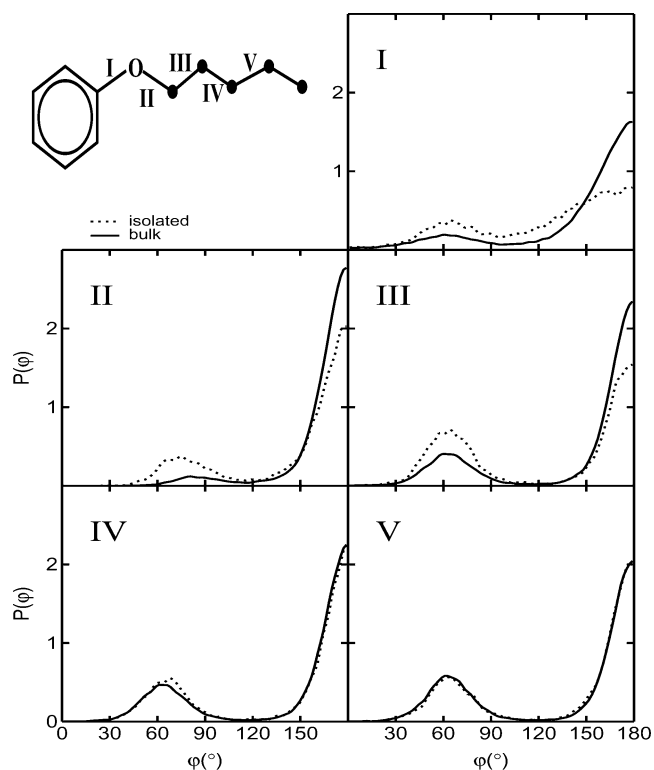 I O III V
II IV
isolated
bulk
I
2
1
II
III
P(φ)
2
1
IV
V
P(φ)
2
1
0
0 30 60 90 120 150 30 60 90 120 150 180
φ(°) φ(°)